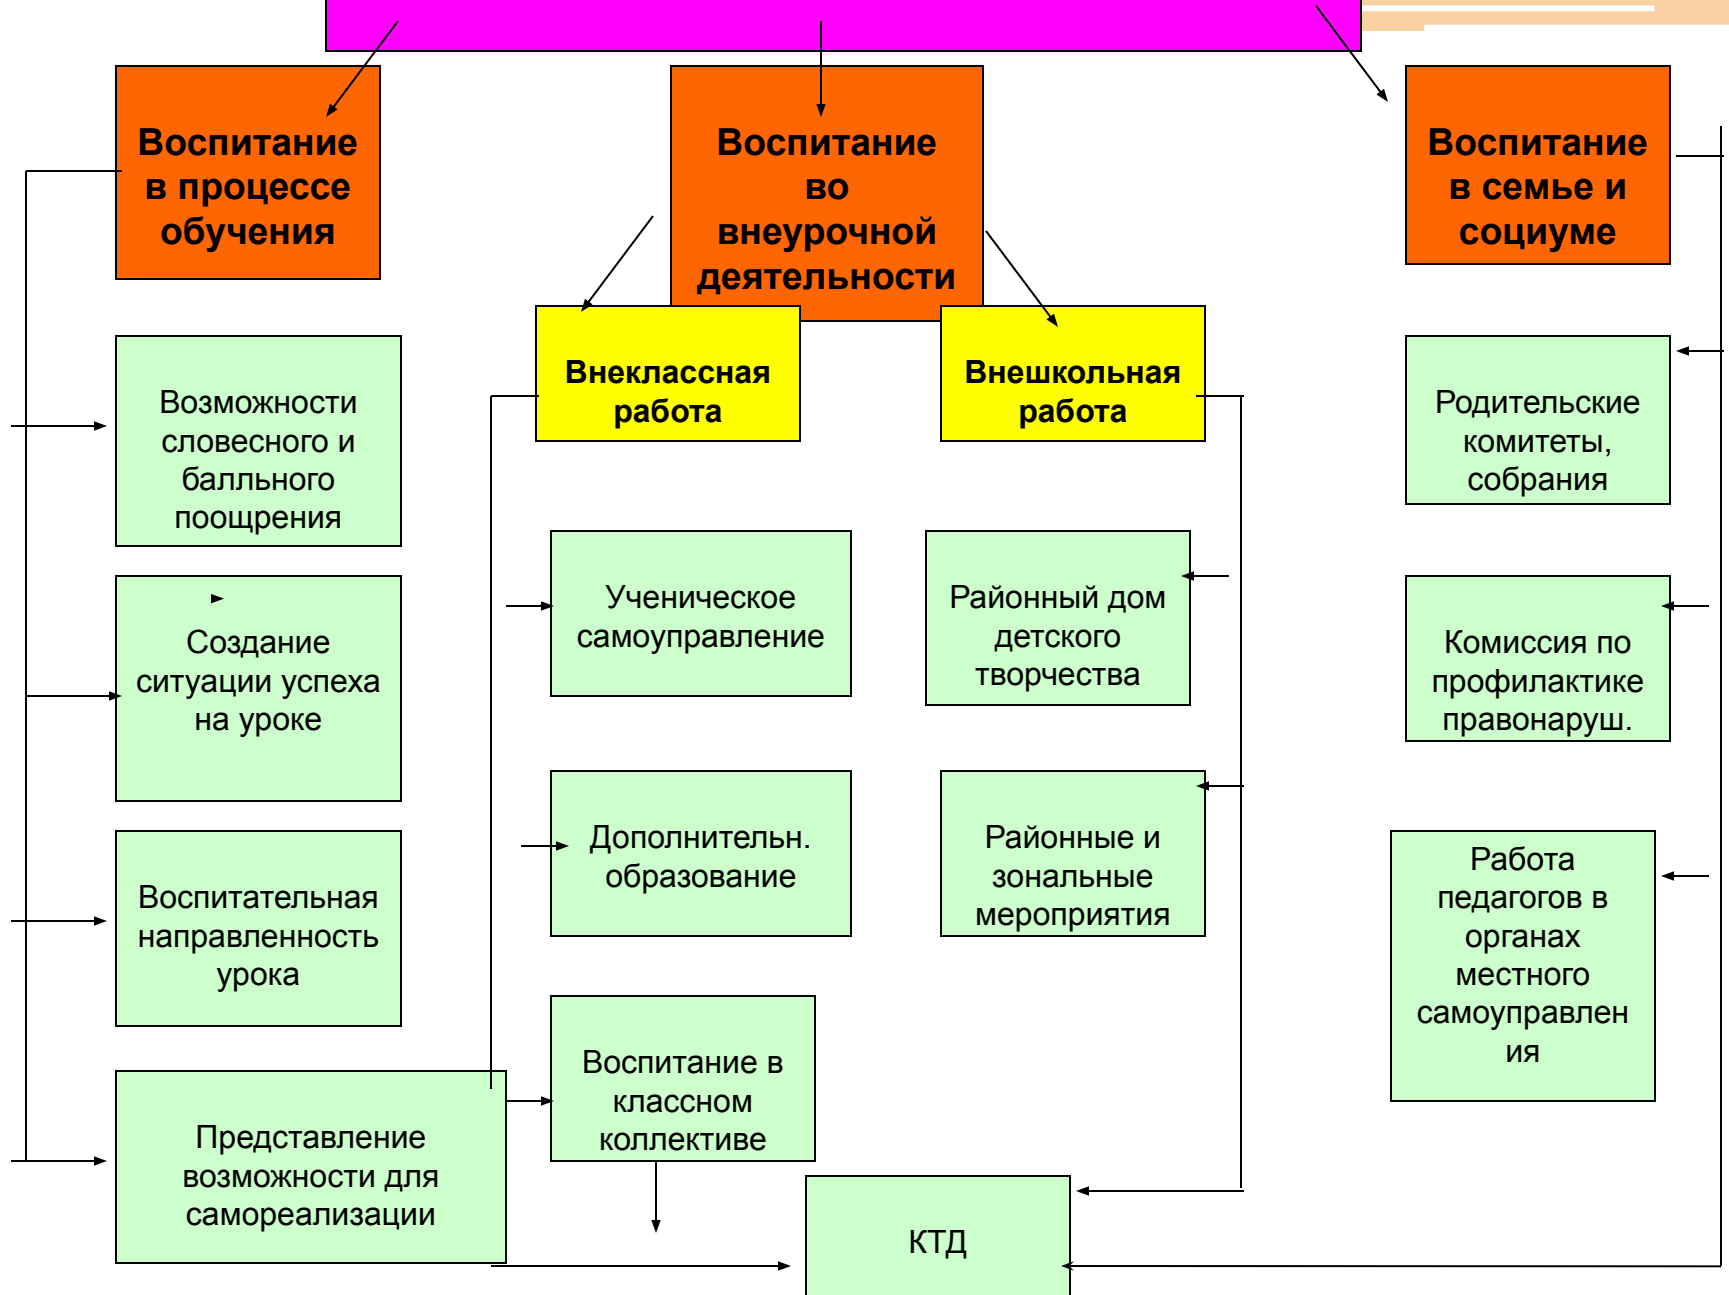 Воспитание
в процессе
обучения
Воспитание
во
внеурочной
деятельности
Воспитание
в семье и
социуме
Внеклассная
работа
Внешкольная
работа
Возможности
словесного и
балльного
поощрения
Создание
ситуации успеха
на уроке
Воспитательная
направленность
урока
Представление
возможности для
самореализации
Ученическое
самоуправление
Дополнительн.
образование
Воспитание в
классном
коллективе
Районный дом
детского
творчества
Районные и
зональные
мероприятия
КТД
Родительские
комитеты,
собрания
Комиссия по
профилактике
правонаруш.
Работа
педагогов в
органах
местного
самоуправлен
ия